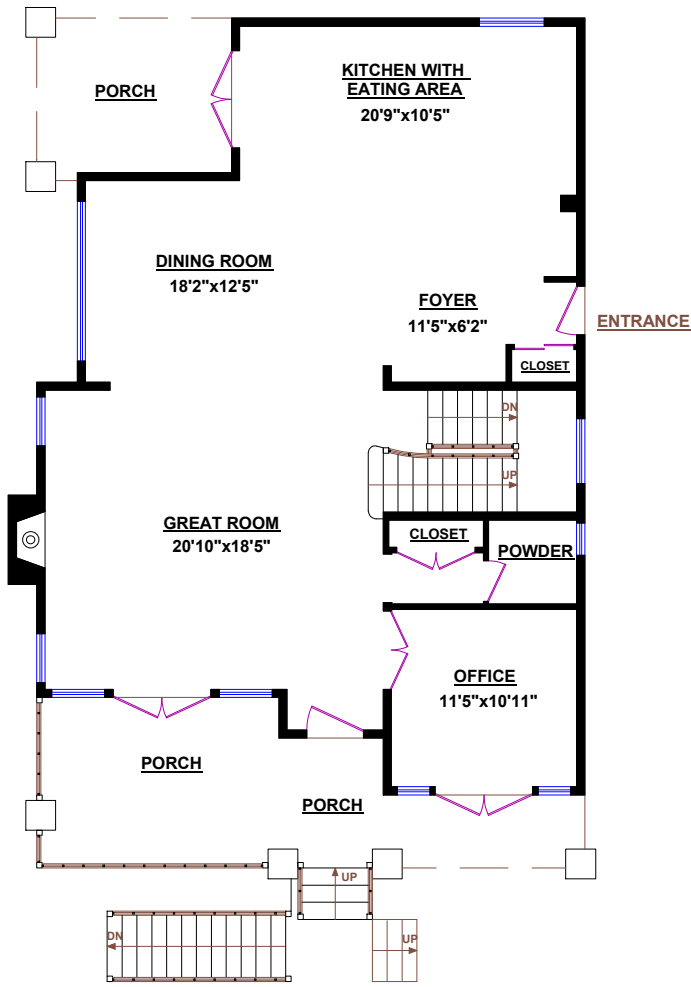 KITCHEN WITH
EATING AREA
20'9"x10'5"
PORCH
DINING ROOM
18'2"x12'5"
FOYER
11'5"x6'2"
ENTRANCE
CLOSET
DN
UP
GREAT ROOM
20'10"x18'5"
CLOSET
POWDER
OFFICE
11'5"x10'11"
PORCH
PORCH
UP
DN
UP